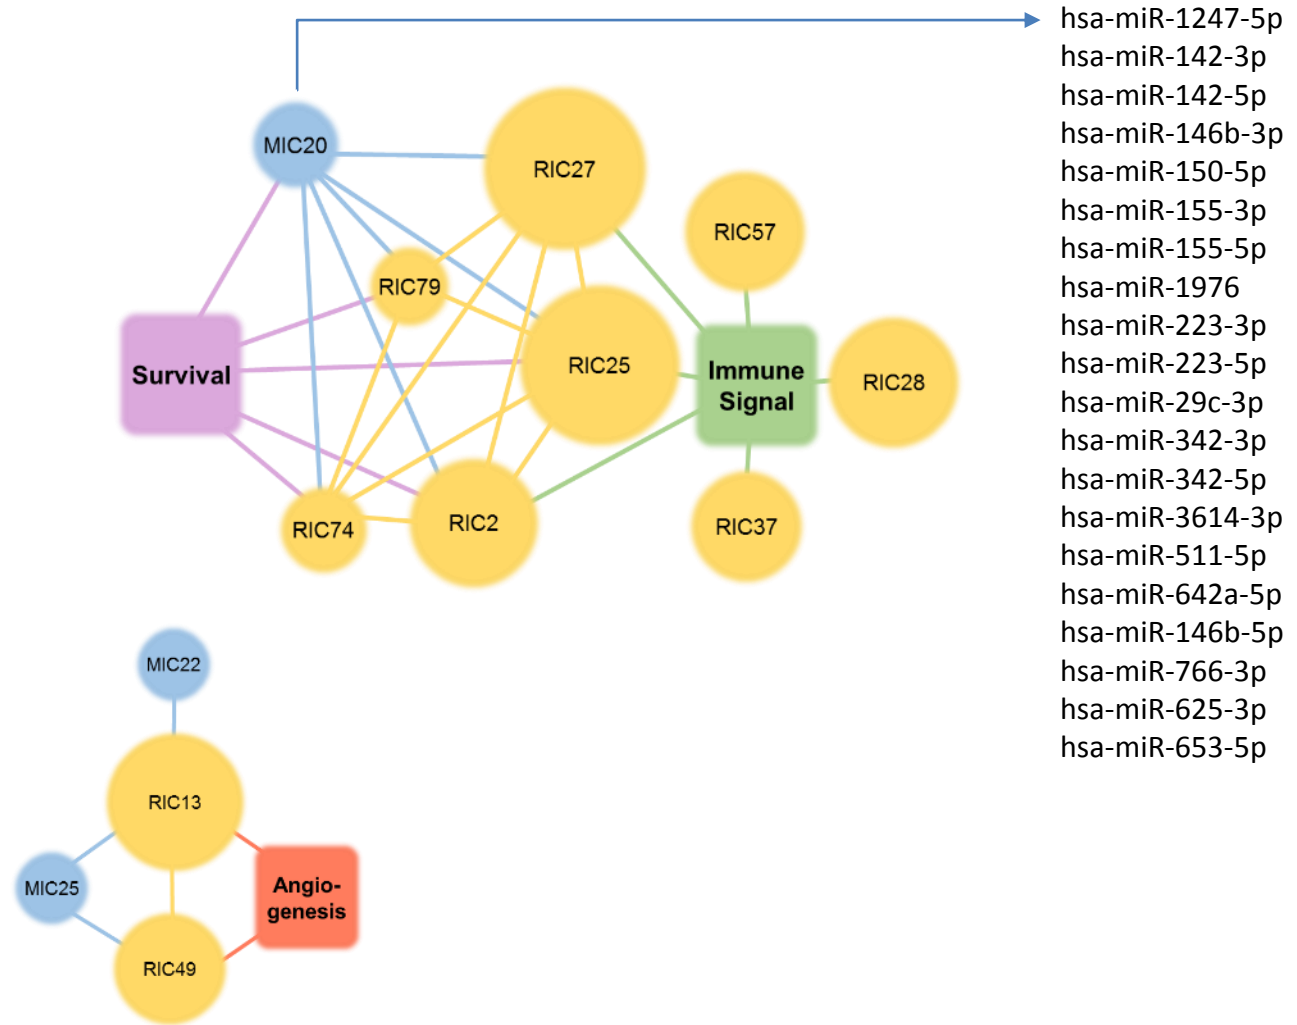 MIC20
RIC27
RIC57
RIC79
Survival
RIC25
Immune
Signal
RIC28
RIC74
RIC2
RIC37
MIC22
RIC13
MIC25
Angio-
genesis
RIC49
hsa-miR-1247-5p
hsa-miR-142-3p
hsa-miR-142-5p
hsa-miR-146b-3p
hsa-miR-150-5p
hsa-miR-155-3p
hsa-miR-155-5p
hsa-miR-1976
hsa-miR-223-3p
hsa-miR-223-5p
hsa-miR-29c-3p
hsa-miR-342-3p
hsa-miR-342-5p
hsa-miR-3614-3p
hsa-miR-511-5p
hsa-miR-642a-5p
hsa-miR-146b-5p
hsa-miR-766-3p
hsa-miR-625-3p
hsa-miR-653-5p